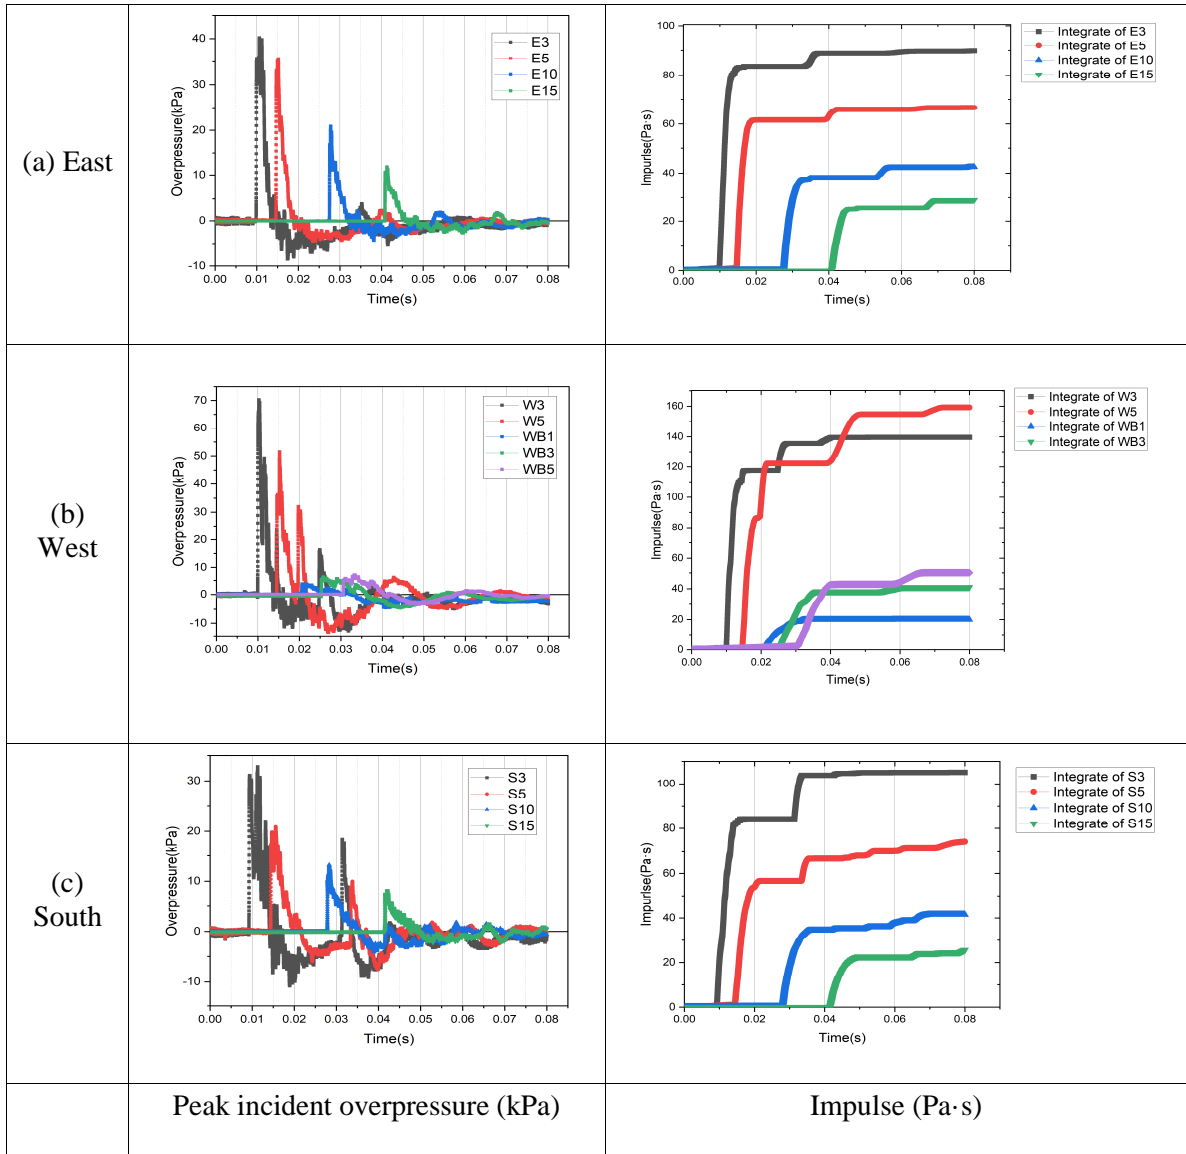 (a) East
40
30
20
10
0
-10
Overpressure(kPa)
0.00 0.01 0.02 0.03 0.04 0.05 0.06 0.07 0.08
Time(s)
E3
E5
E10
E15
100
80
60
40
20
0
Impurlse(Pa·s)
0.00 0.02 0.04 0.06 0.08
Time(s)
Integrate of E3
Integrate of E5
Integrate of E10
Integrate of E15
(b)
West
70
60
50
40
30
20
10
0
-10
Overpressure(kPa)
0.00 0.01 0.02 0.03 0.04 0.05 0.06 0.07 0.08
Time(s)
W3
W5
WB1
WB3
WB5
160
140
120
100
80
60
40
20
0
Impurlse(Pa·s)
0.00 0.02 0.04 0.06 0.08
Time(s)
Integrate of W3
Integrate of W5
Integrate of WB1
Integrate of WB3
(c)
South
30
20
10
0
-10
Overpressure(kPa)
0.00 0.01 0.02 0.03 0.04 0.05 0.06 0.07 0.08
Time(s)
S3
S5
S10
S15
100
80
60
40
20
0
Impurlse(Pa·s)
0.00 0.02 0.04 0.06 0.08
Time(s)
Integrate of S3
Integrate of S5
Integrate of S10
Integrate of S15
Peak incident overpressure (kPa)
Impulse (Pa·s)